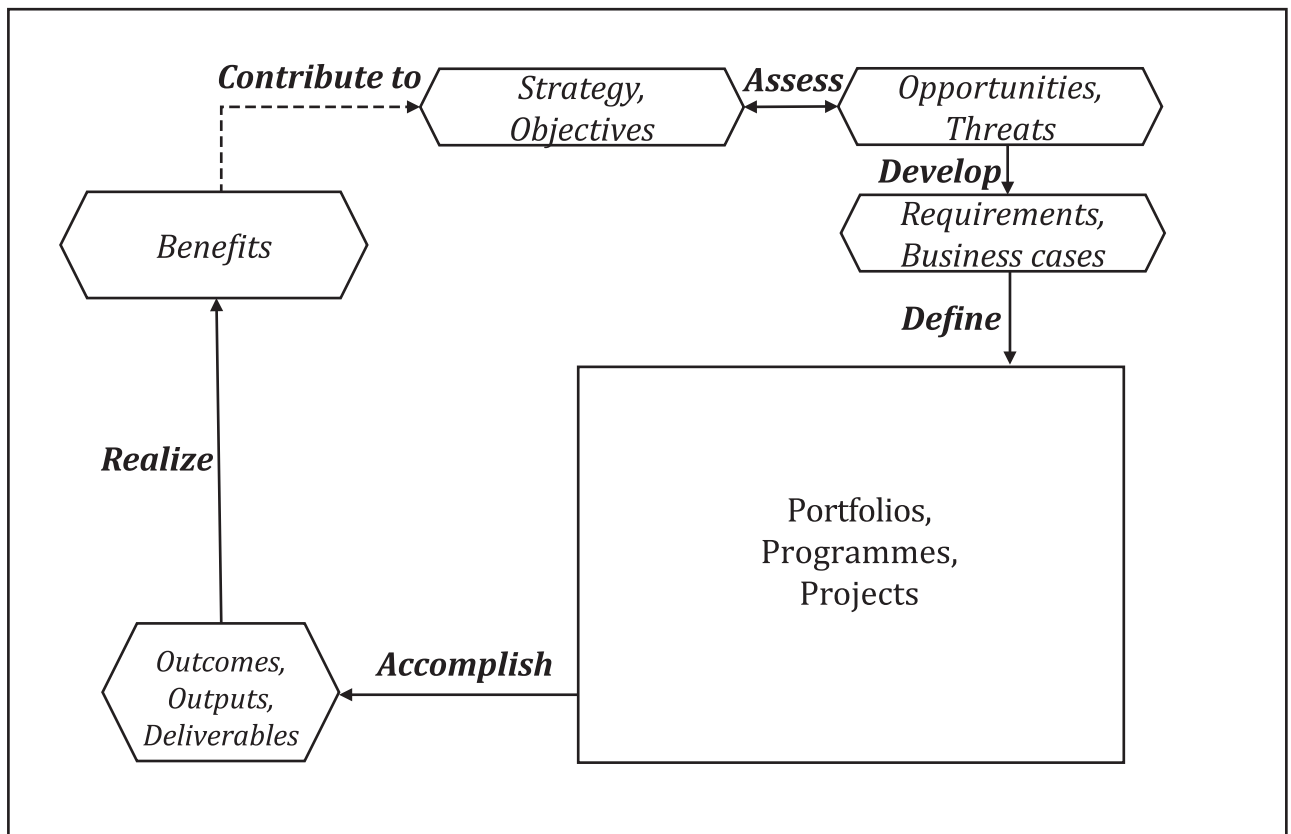 Contribute to
Strategy,
Objectives
Assess
Opportunities,
Threats
Develop
Requirements,
Business cases
Define
Benefits
Realize
Portfolios,
Programmes,
Projects
Accomplish
Outcomes,
Outputs,
Deliverables